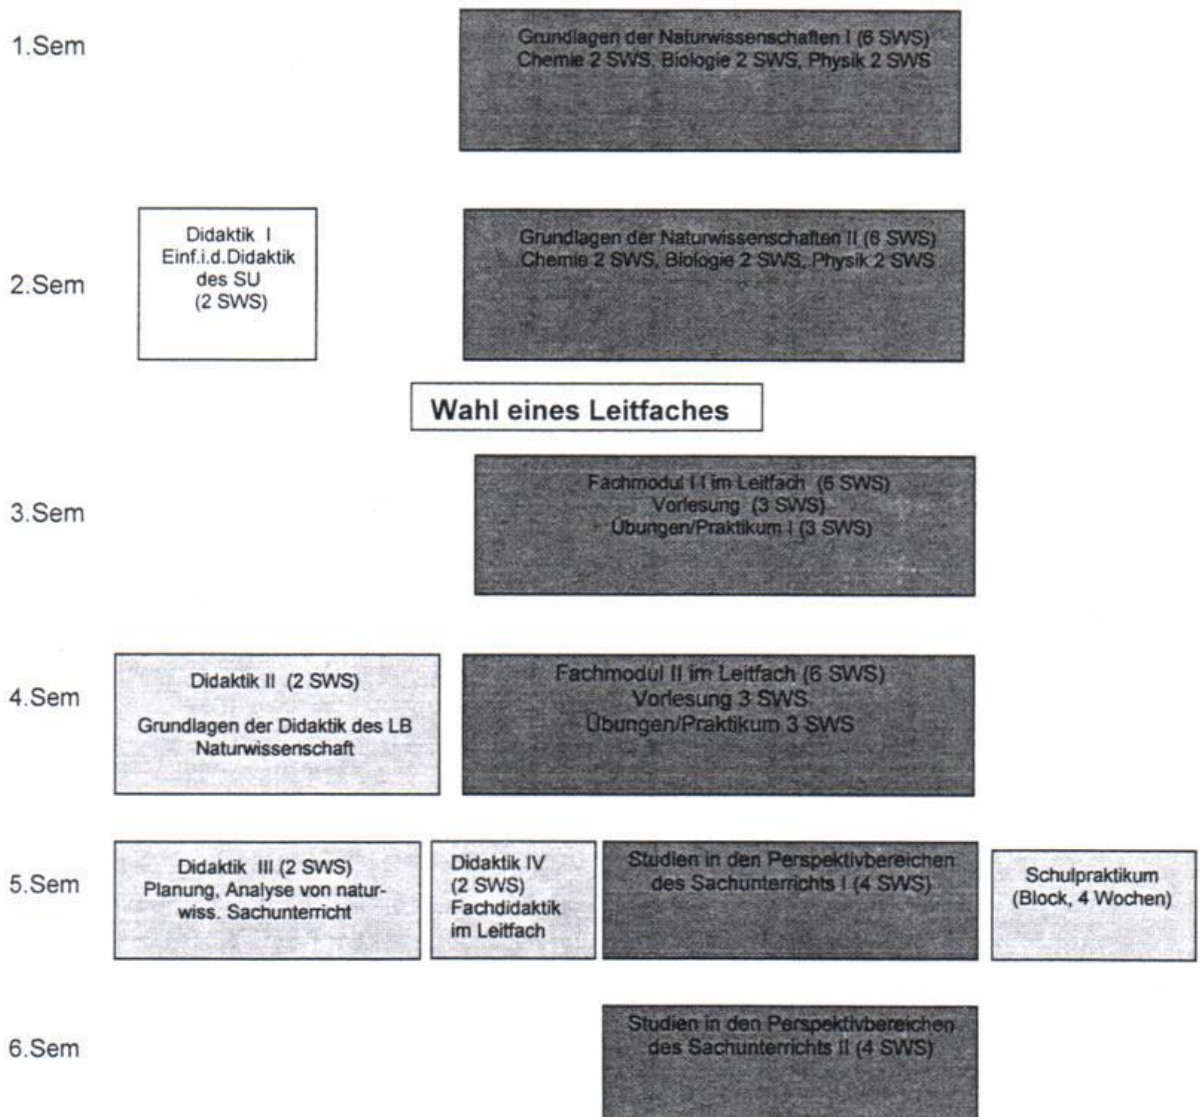 1.Sem
Grundlagen der Naturwissenschaften I (6 SWS)
Chemie 2 SWS, Biologie 2 SWS, Physik 2 SWS
2.Sem
Didaktik I
Einf.i.d.Didaktik
des SU
(2 SWS)
Grundlagen der Naturwissenschaften II (6 SWS)
Chemie 2 SWS, Biologie 2 SWS, Physik 2 SWS
Wahl eines Leitfaches
3.Sem
Fachmodul I I im Leitfach (6 SWS)
Vorlesung (3 SWS)
Übungen/Praktikum I (3 SWS)
4.Sem
Didaktik II (2 SWS)
Grundlagen der Didaktik des LB
Naturwissenschaft
Fachmodul II im Leitfach (6 SWS)
Vorlesung 3 SWS
Übungen/Praktikum 3 SWS
5.Sem
Didaktik III (2 SWS)
Planung, Analyse von natur-
wiss. Sachunterricht
Didaktik IV
(2 SWS)
Fachdidaktik
im Leitfach
Studien in den Perspektivbereichen
des Sachunterrichts I (4 SWS)
Schulpraktikum
(Block, 4 Wochen)
6.Sem
Studien in den Perspektivbereichen
des Sachunterrichts II (4 SWS)